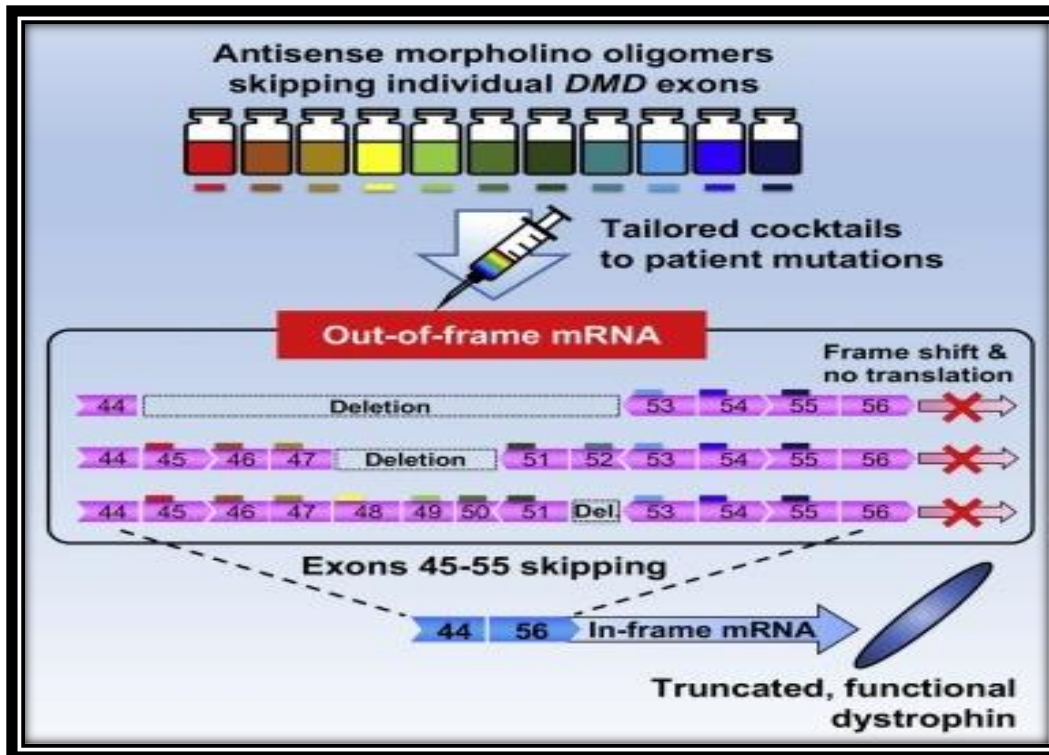 Antisense morpholino oligomers
skipping individual DMD exons
Tailored cocktails
to patient mutations
Out-of-frame mRNA
Frame shift &
no translation
44 Deletion 53 54 55 56
44 45 46 47 Deletion 51 52 53 54 55 56
44 45 46 47 48 49 50 51 Del. 53 54 55 56
Exons 45-55 skipping
44 56 In-frame mRNA
Truncated, functional
dystrophin